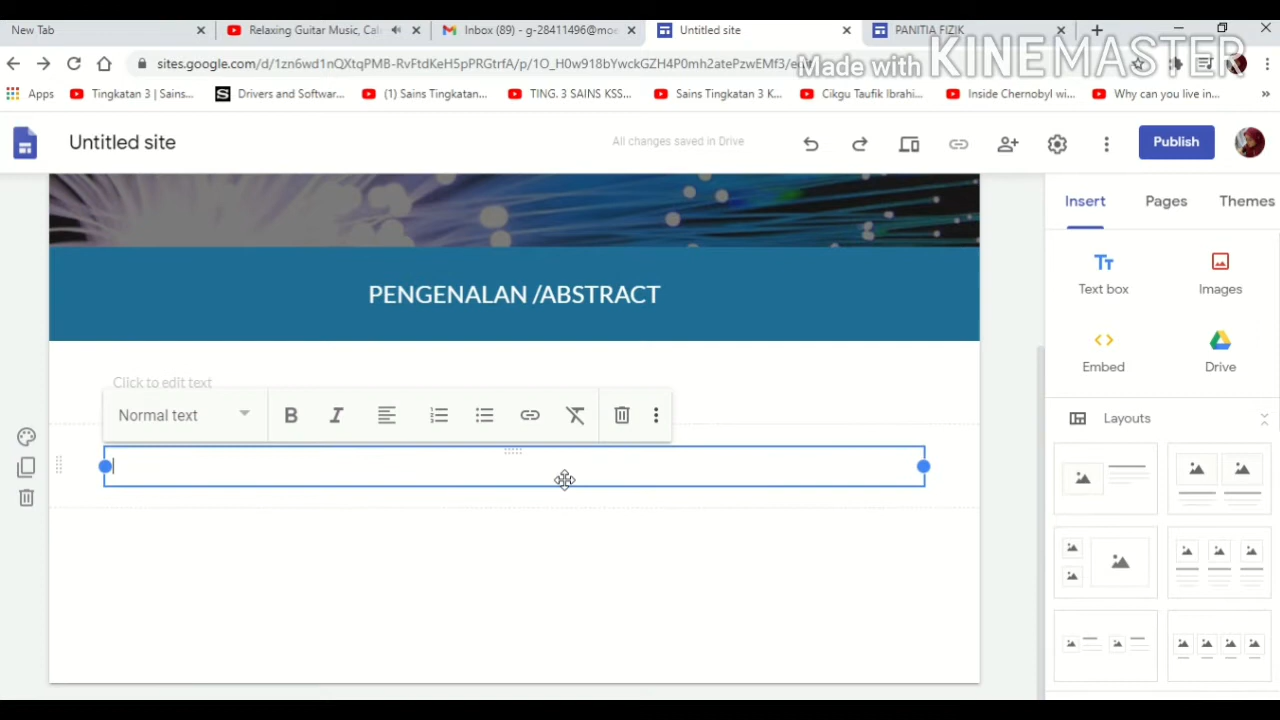 New Tab
Relaxing Guitar Music, Cal
Inbox (89) - g-28411496@moe
Untitled site
PANITIA FIZIK
Made with KINEMASTER
sites.google.com/d/1zn6wd1nQXtqPMB-RvFtdKeH5pPRGtrfA/p/1O_H0w918bYwckGZH4P0mh2atePzwEMf3/edit
Apps
Tingkatan 3 | Sains...
Drivers and Softwar...
(1) Sains Tingkatan...
TING. 3 SAINS KSS...
Sains Tingkatan 3 K...
Cikgu Taufik Ibrahi...
Inside Chernobyl wi...
Why can you live in...
Untitled site
All changes saved in Drive
Publish
Insert
Pages
Themes
PENGENALAN /ABSTRACT
Text box
Images
Embed
Drive
Click to edit text
Normal text
Layouts